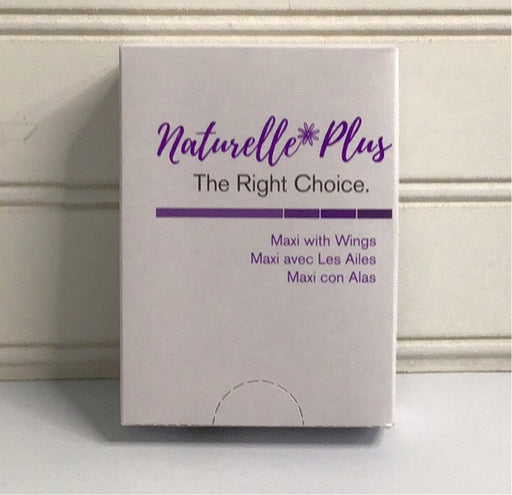 Naturelle Plus
The Right Choice.
Maxi with Wings
Maxi avec Les Ailes
Maxi con Alas